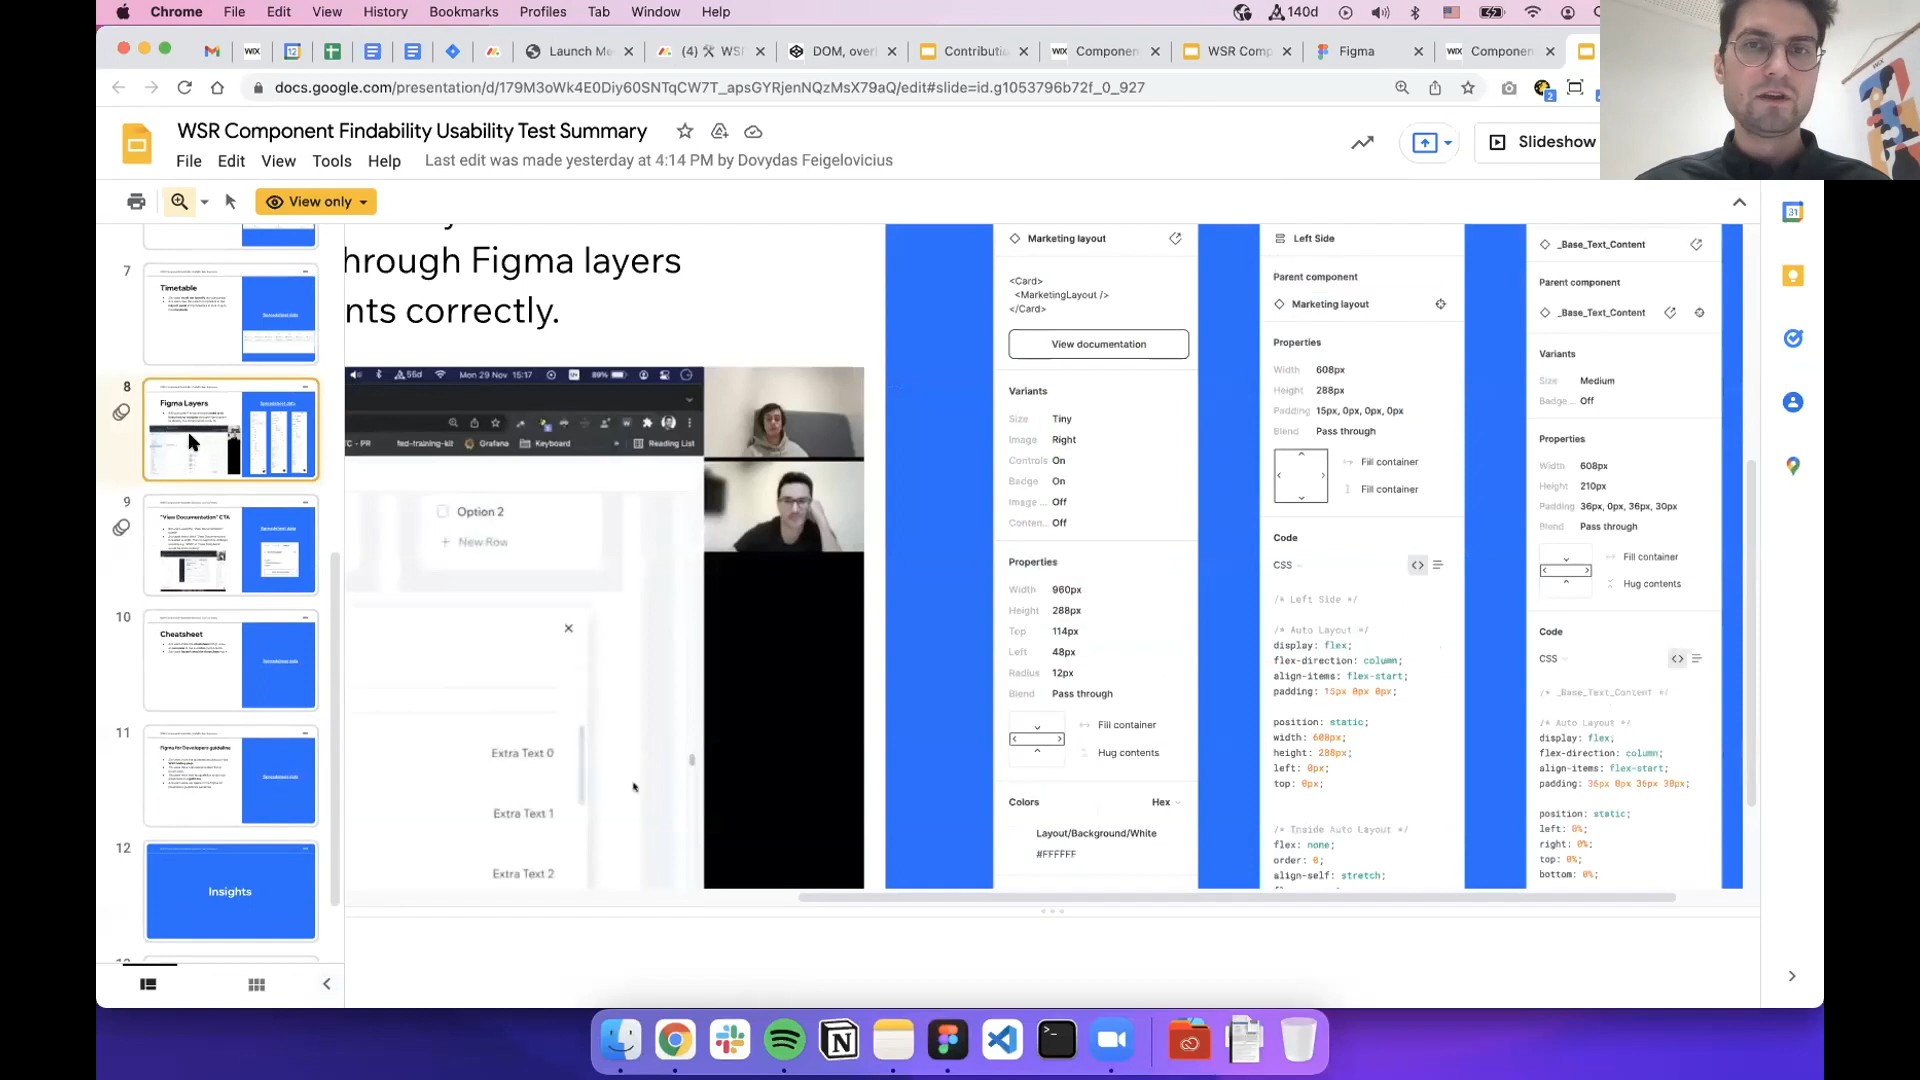 Chrome File Edit View History Bookmarks Profiles Tab Window Help
140d
WIX
31
Launch Me
(4) 🛠 WSF
DOM, over
Contributi
WIX
Componen
WSR Comp
Figma
WIX
Componen
docs.google.com/presentation/d/179M3oWk4E0Diy60SNTqCW7T_apsGYRjenNQzMsX79aQ/edit#slide=id.g1053796b72f_0_927
2
WSR Component Findability Usability Test Summary
File Edit View Tools Help
Last edit was made yesterday at 4:14 PM by Dovydas Feigelovicius
Slideshow
View only
7
Timetable
8
Figma Layers
9
"View Documentation" CTA
10
Cheatsheet
11
Figma for Developers guideline
12
Insights
hrough Figma layers
nts correctly.
55d
Mon 29 Nov 15:17
89%
C - PR
fed-training-kit
Grafana
Keyboard
Reading List
Option 2
New Row
Extra Text 0
Extra Text 1
Extra Text 2
Marketing layout
<Card>
<MarketingLayout />
</Card>
View documentation
Variants
Size Tiny
Image Right
Controls On
Badge On
Image ... Off
Conten... Off
Properties
Width 960px
Height 288px
Top 114px
Left 48px
Radius 12px
Blend Pass through
Fill container
Hug contents
Colors Hex
Layout/Background/White
#FFFFFF
Left Side
Parent component
Marketing layout
Properties
Width 608px
Height 288px
Padding 15px, 0px, 0px, 0px
Blend Pass through
Fill container
Fill container
Code
CSS
/* Left Side */
/* Auto Layout */
display: flex;
flex-direction: column;
align-items: flex-start;
padding: 15px 0px 0px;
position: static;
width: 608px;
height: 288px;
left: 0px;
top: 0px;
/* Inside Auto Layout */
flex: none;
order: 0;
align-self: stretch;
_Base_Text_Content
Parent component
_Base_Text_Content
Variants
Size Medium
Badge ... Off
Properties
Width 608px
Height 210px
Padding 36px, 0px, 36px, 30px
Blend Pass through
Fill container
Hug contents
Code
CSS
/* _Base_Text_Content */
/* Auto Layout */
display: flex;
flex-direction: column;
align-items: flex-start;
padding: 36px 0px 36px 30px;
position: static;
left: 0%;
right: 0%;
top: 0%;
bottom: 0%;
31